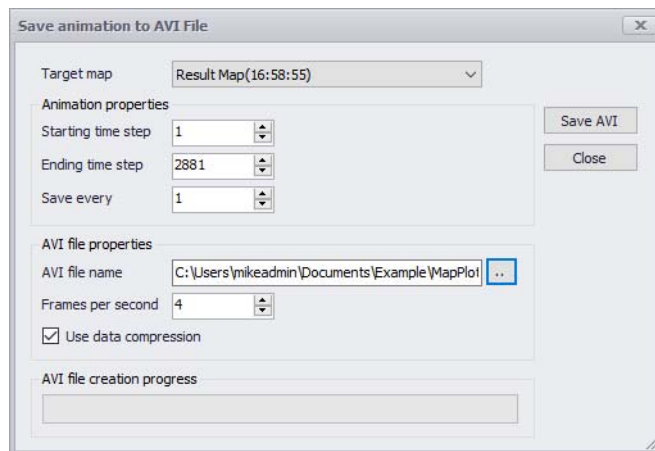 Save animation to AVI File
Target map Result Map(16:58:55)
Animation properties
Starting time step 1
Save AVI
Ending time step 2881
Close
Save every 1
AVI file properties
AVI file name C:\Users\mikeadmin\Documents\Example\MapPlot ..
Frames per second 4
Use data compression
AVI file creation progress